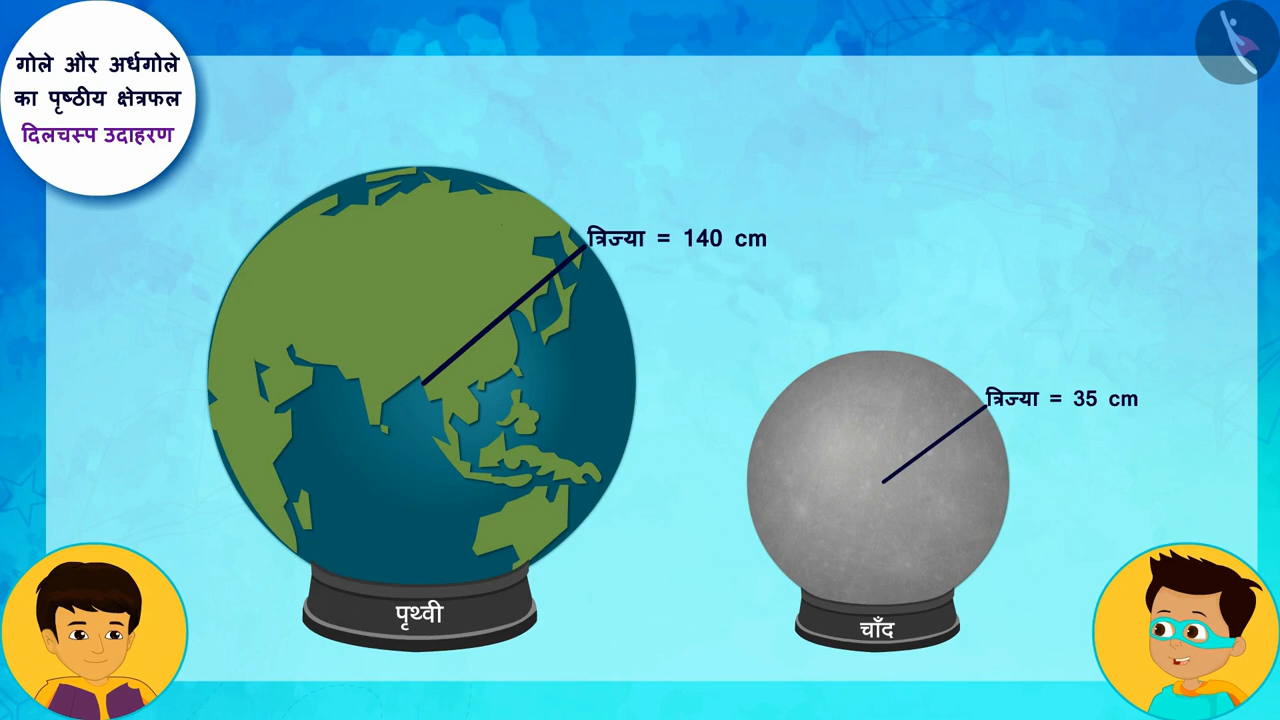 गोले और अर्धगोले
का पृष्ठीय क्षेत्रफल
दिलचस्प उदाहरण
त्रिज्या = 140 cm
त्रिज्या = 35 cm
पृथ्वी
चाँद